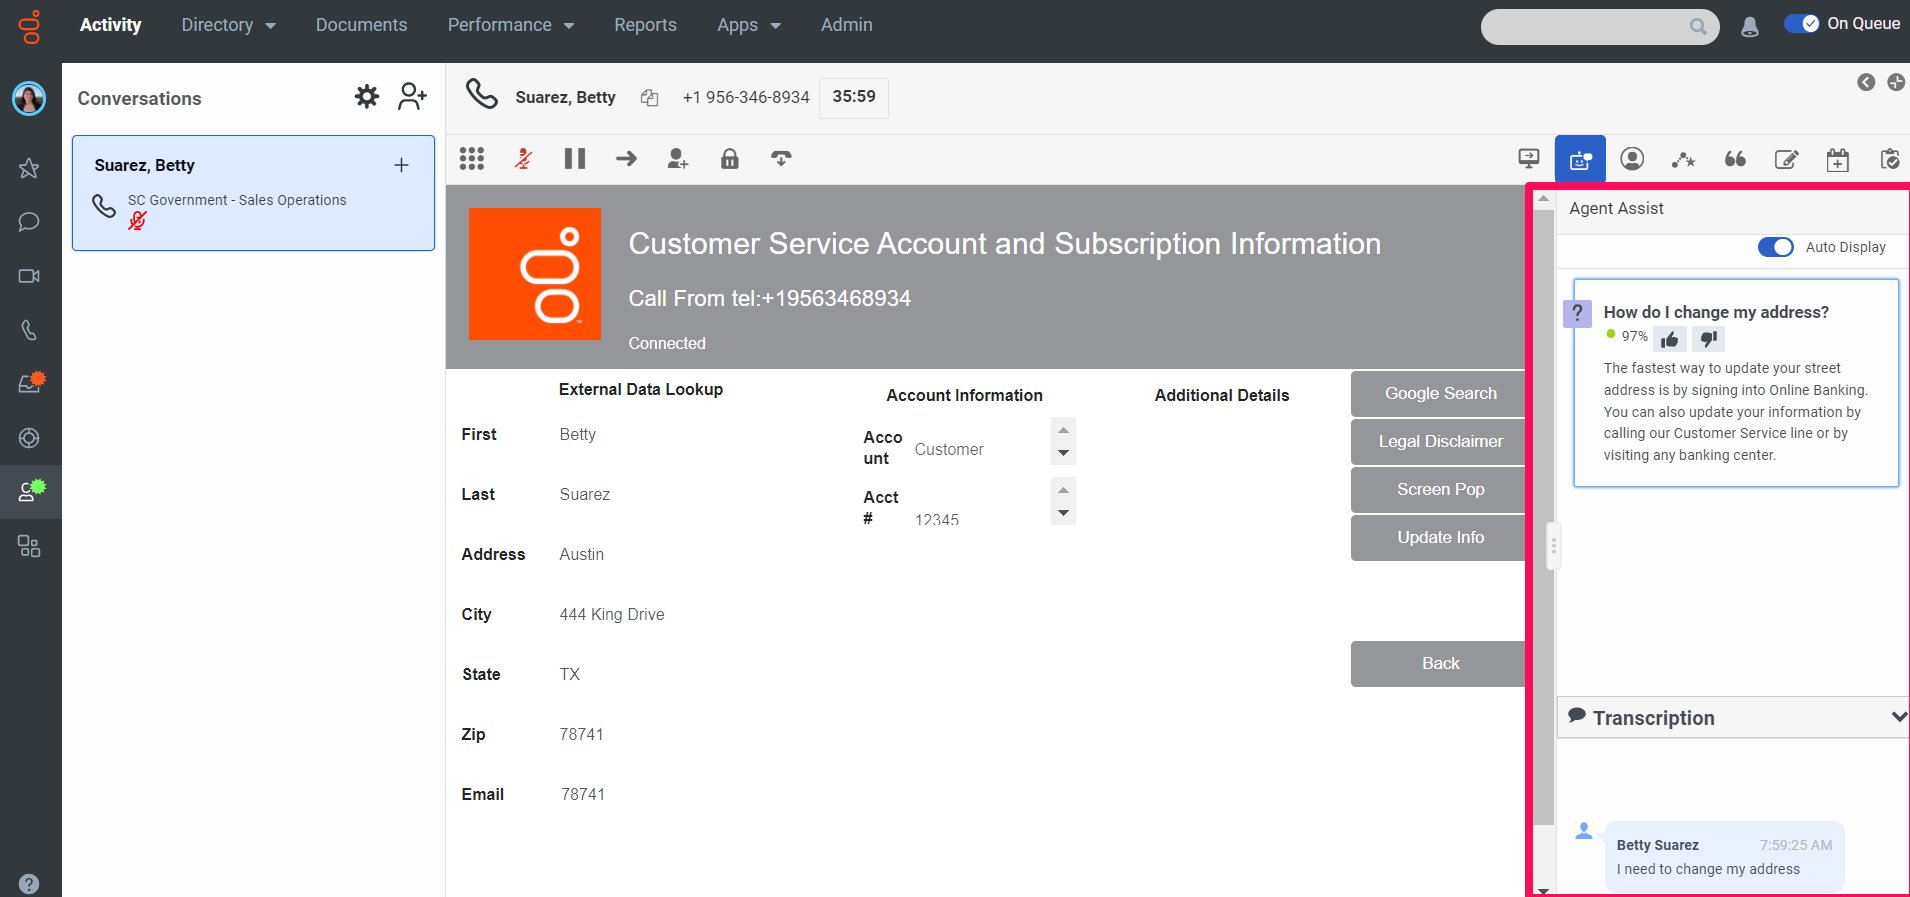 Activity Directory Documents Performance Reports Apps Admin On Queue
Conversations
Suarez, Betty
SC Government - Sales Operations
Suarez, Betty +1 956-346-8934 35:59
Customer Service Account and Subscription Information
Call From tel:+19563468934
Connected
External Data Lookup
First Betty
Last Suarez
Address Austin
City 444 King Drive
State TX
Zip 78741
Email 78741
Account Information
Acco
unt
Customer
Acct
#
12345
Additional Details
Google Search
Legal Disclaimer
Screen Pop
Update Info
Back
Agent Assist
Auto Display
?
How do I change my address?
97%
The fastest way to update your street
address is by signing into Online Banking.
You can also update your information by
calling our Customer Service line or by
visiting any banking center.
Transcription
Betty Suarez 7:59:25 AM
I need to change my address
?